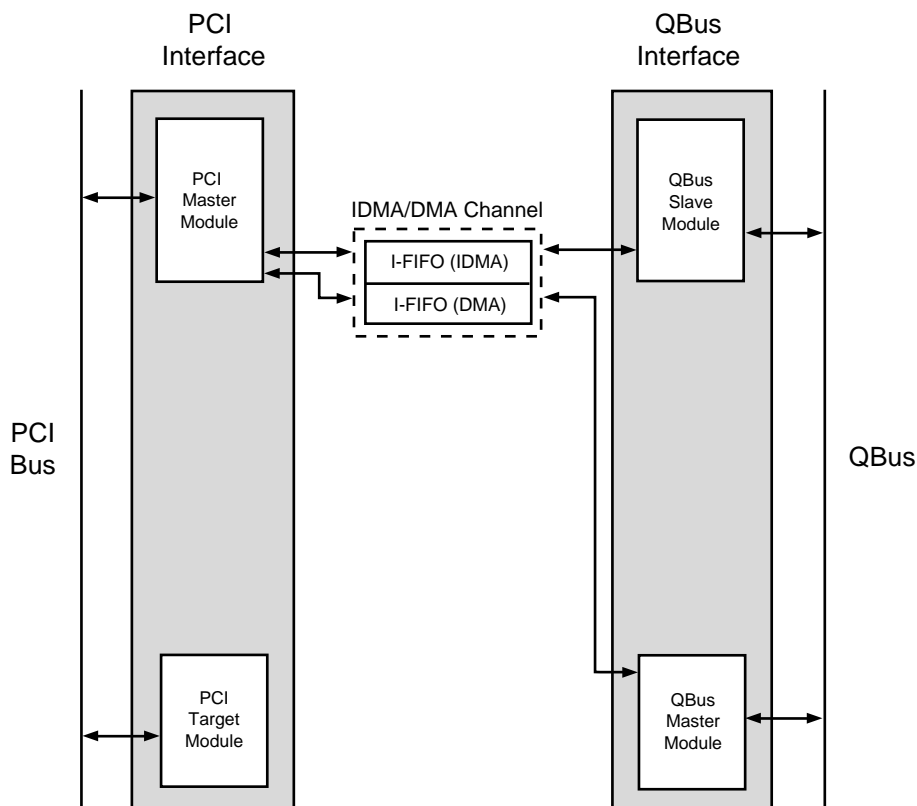 PCI
Interface
QBus
Interface
PCI
Master
Module
QBus
Slave
Module
IDMA/DMA Channel
I-FIFO (IDMA)
I-FIFO (DMA)
PCI
Bus
QBus
PCI
Target
Module
QBus
Master
Module